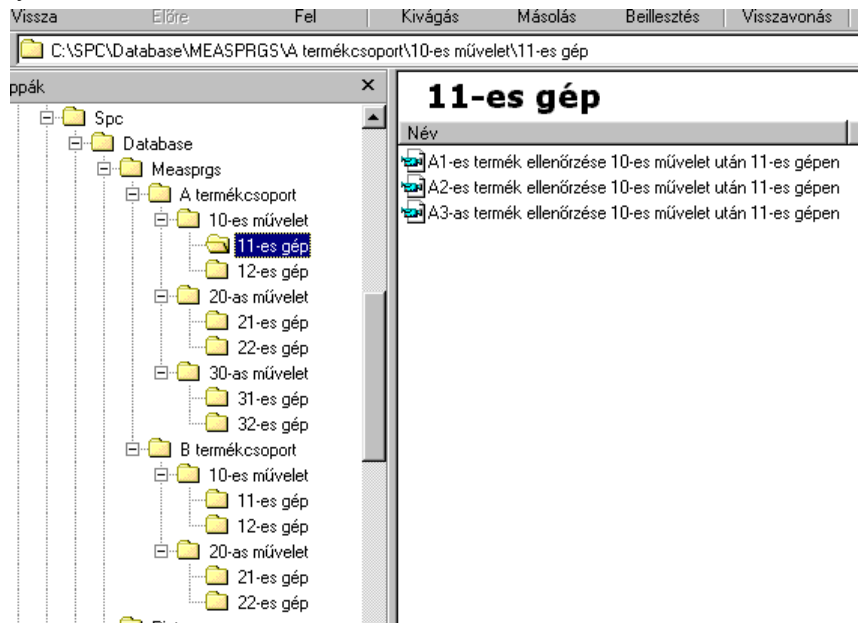 Vissza Előre Fel Kivágás Másolás Beillesztés Visszavonás
C:\SPC\Database\MEASPRGS\A termékcsoport\10-es művelet\11-es gép
ppák ×
Spc
Database
Measprgs
A termékcsoport
10-es művelet
11-es gép
12-es gép
20-as művelet
21-es gép
22-es gép
30-as művelet
31-es gép
32-es gép
B termékcsoport
10-es művelet
11-es gép
12-es gép
20-as művelet
21-es gép
22-es gép
11-es gép
Név
A1-es termék ellenőrzése 10-es művelet után 11-es gépen
A2-es termék ellenőrzése 10-es művelet után 11-es gépen
A3-as termék ellenőrzése 10-es művelet után 11-es gépen